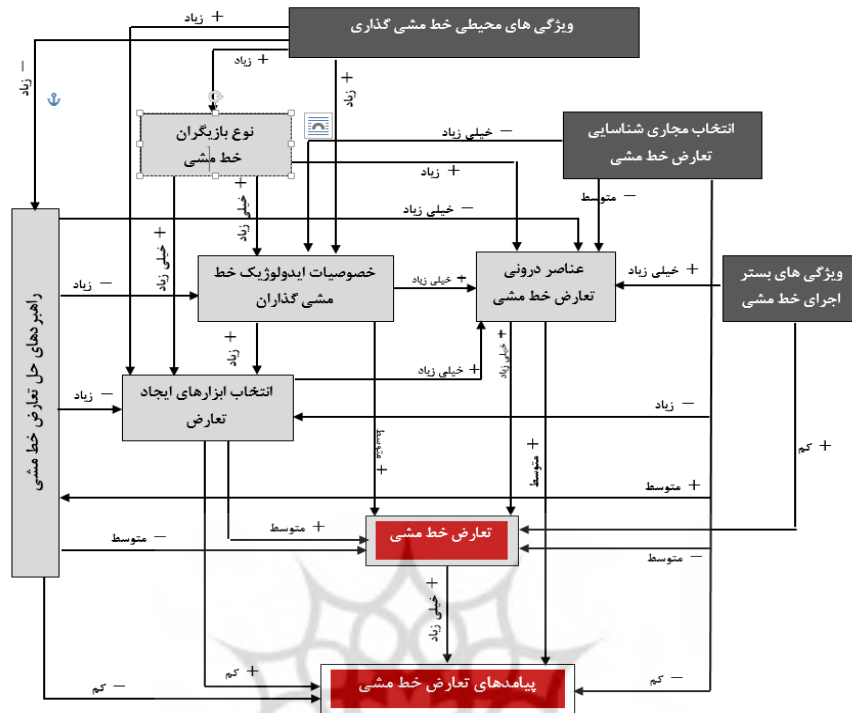 ویژگی های محیطی خط مشی گذاری
+ زیاد
− زیاد
+ زیاد
+ زیاد
نوع بازیگران
خط مشی
انتخاب مجاری شناسایی
تعارض خط مشی
− خیلی زیاد
+ زیاد
− متوسط
+ خیلی زیاد
+ خیلی زیاد
− خیلی زیاد
راهبردهای حل تعارض خط مشی
خصوصیات ایدولوژیک خط
مشی گذاران
عناصر درونی
تعارض خط مشی
ویژگی های بستر
اجرای خط مشی
+ خیلی زیاد
+ خیلی زیاد
− زیاد
+ زیاد
+ خیلی زیاد
+ خیلی زیاد
انتخاب ابزارهای ایجاد
تعارض
− زیاد
− زیاد
+ متوسط
+ متوسط
+ کم
+ متوسط
تعارض خط مشی
+ متوسط
− متوسط
− متوسط
+ خیلی زیاد
پیامدهای تعارض خط مشی
+ کم
− کم
− کم